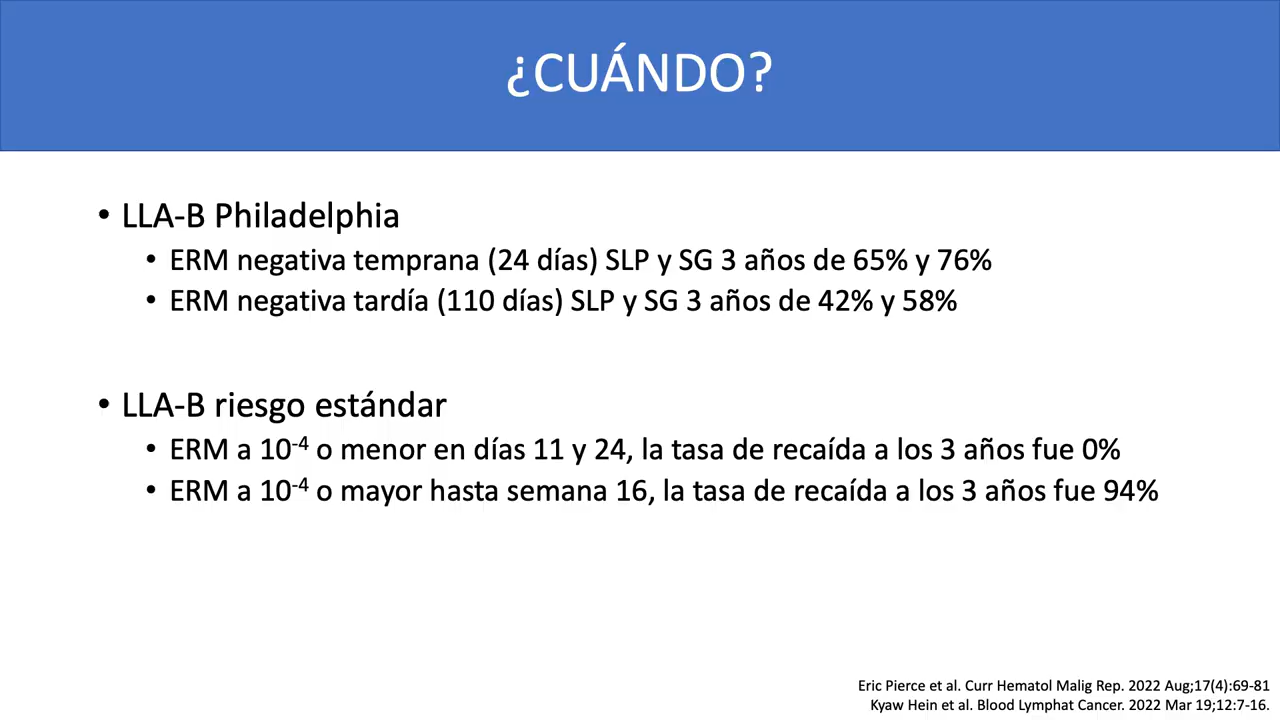 ¿CUÁNDO?
• LLA-B Philadelphia
• ERM negativa temprana (24 días) SLP y SG 3 años de 65% y 76%
• ERM negativa tardía (110 días) SLP y SG 3 años de 42% y 58%
• LLA-B riesgo estándar
• ERM a 10⁻⁴ o menor en días 11 y 24, la tasa de recaída a los 3 años fue 0%
• ERM a 10⁻⁴ o mayor hasta semana 16, la tasa de recaída a los 3 años fue 94%
Eric Pierce et al. Curr Hematol Malig Rep. 2022 Aug;17(4):69-81
Kyaw Hein et al. Blood Lymphat Cancer. 2022 Mar 19;12:7-16.